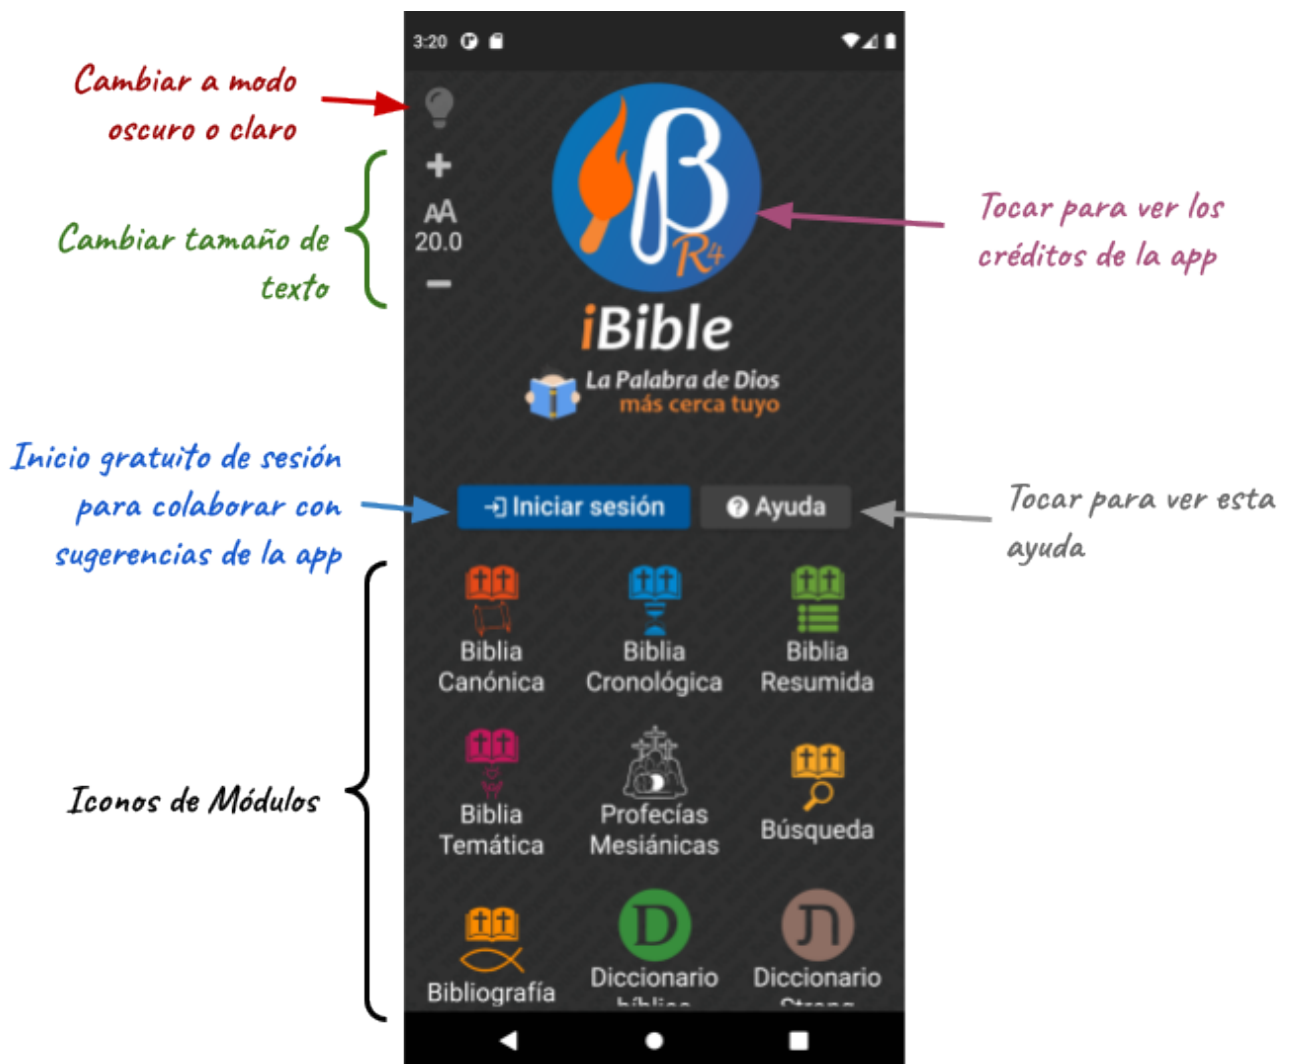 3:20
Cambiar a modo
oscuro o claro
Cambiar tamaño de
texto
AA
20.0
β
R4
iBible
La Palabra de Dios
más cerca tuyo
Tocar para ver los
créditos de la app
Inicio gratuito de sesión
para colaborar con
sugerencias de la app
Iniciar sesión
Ayuda
Tocar para ver esta
ayuda
Iconos de Módulos
Biblia
Canónica
Biblia
Cronológica
Biblia
Resumida
Biblia
Temática
Profecías
Mesiánicas
Búsqueda
Bibliografía
D
Diccionario
bíblico
ת
Diccionario
Strong